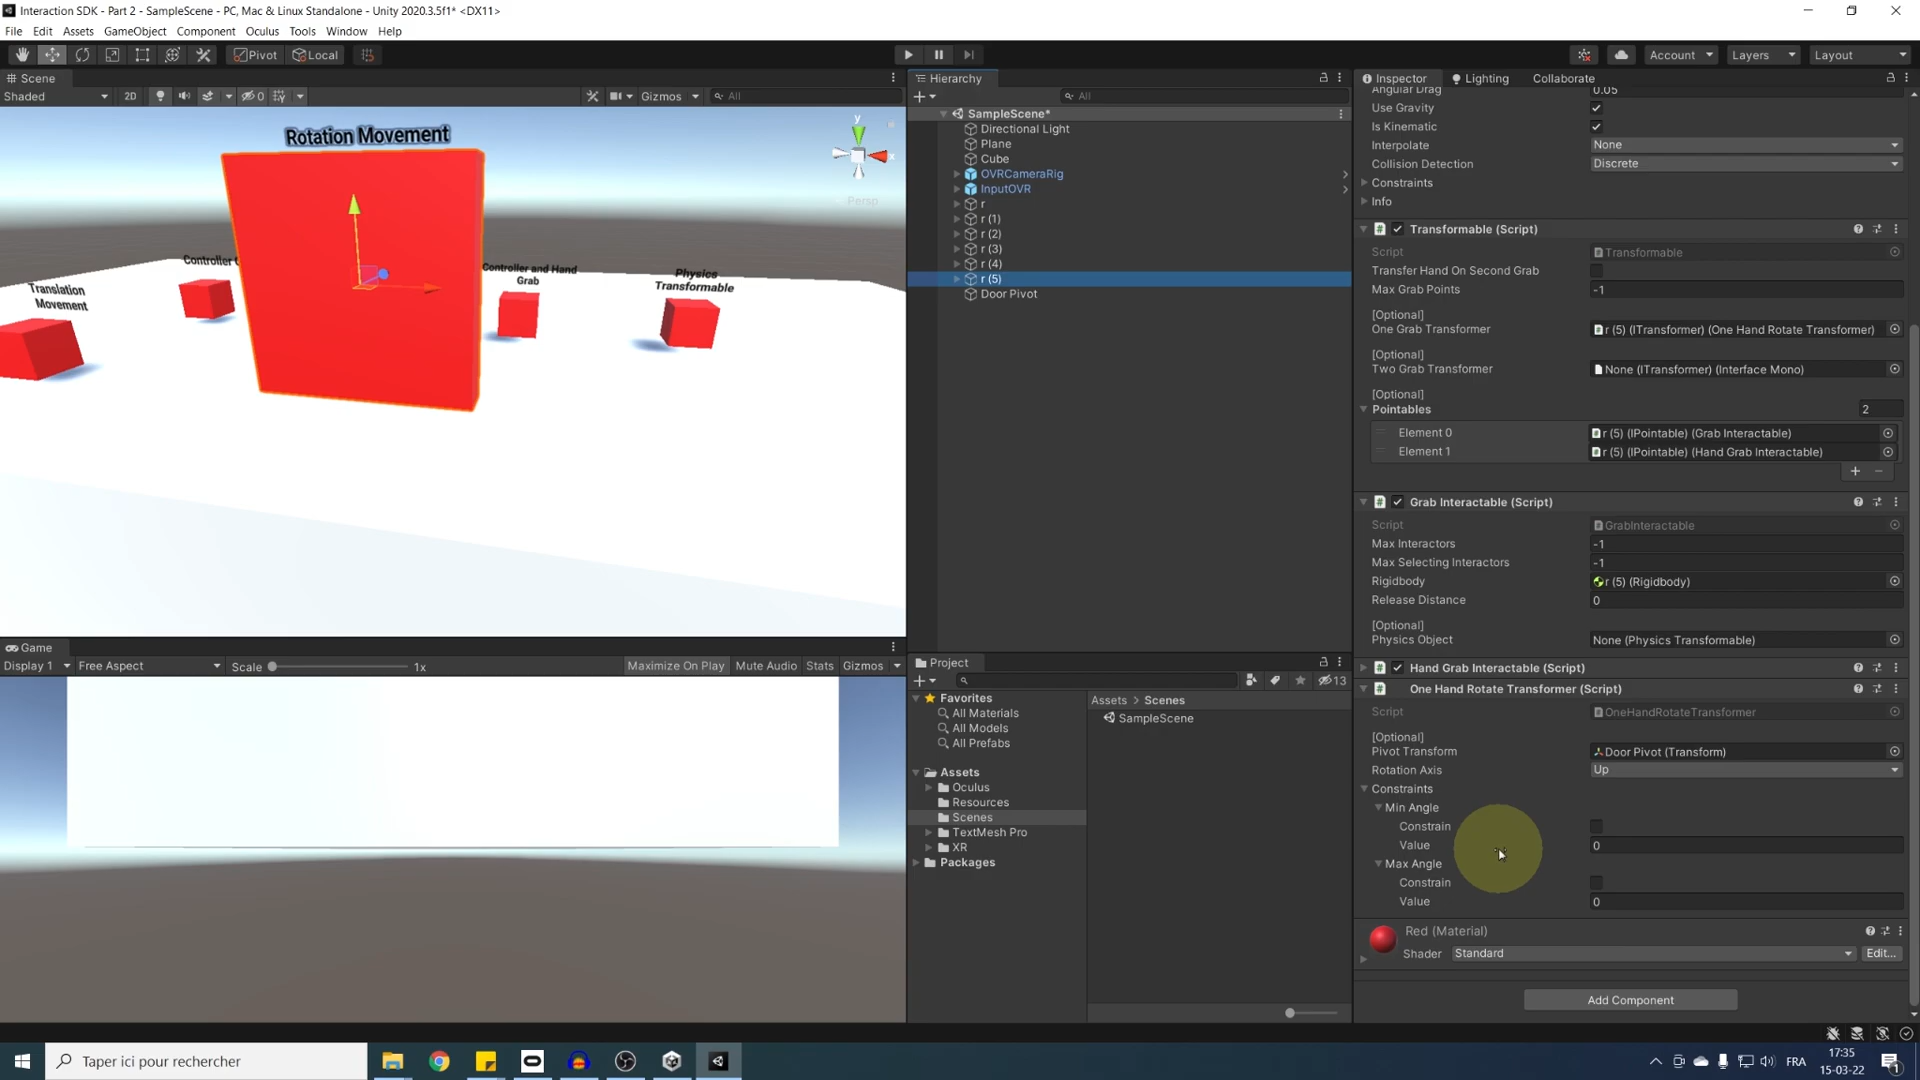 Interaction SDK - Part 2 - SampleScene - PC, Mac & Linux Standalone - Unity 2020.3.5f1* <DX11>
File Edit Assets GameObject Component Oculus Tools Window Help
Pivot Local
Account Layers Layout
Scene
Shaded 2D 0 Gizmos All
Rotation Movement
y
x
Persp
Controller
Translation
Movement
Controller and Hand
Grab
Physics
Transformable
Game
Display 1 Free Aspect Scale 1x Maximize On Play Mute Audio Stats Gizmos
Hierarchy
All
SampleScene*
Directional Light
Plane
Cube
OVRCameraRig
InputOVR
r
r (1)
r (2)
r (3)
r (4)
r (5)
Door Pivot
Project
13
Favorites
All Materials
All Models
All Prefabs
Assets
Oculus
Resources
Scenes
TextMesh Pro
XR
Packages
Assets > Scenes
SampleScene
Inspector Lighting Collaborate
Angular Drag 0.05
Use Gravity
Is Kinematic
Interpolate None
Collision Detection Discrete
Constraints
Info
Transformable (Script)
Script Transformable
Transfer Hand On Second Grab
Max Grab Points -1
[Optional]
One Grab Transformer r (5) (ITransformer) (One Hand Rotate Transformer)
[Optional]
Two Grab Transformer None (ITransformer) (Interface Mono)
[Optional]
Pointables 2
Element 0 r (5) (IPointable) (Grab Interactable)
Element 1 r (5) (IPointable) (Hand Grab Interactable)
Grab Interactable (Script)
Script GrabInteractable
Max Interactors -1
Max Selecting Interactors -1
Rigidbody r (5) (Rigidbody)
Release Distance 0
[Optional]
Physics Object None (Physics Transformable)
Hand Grab Interactable (Script)
One Hand Rotate Transformer (Script)
Script OneHandRotateTransformer
[Optional]
Pivot Transform Door Pivot (Transform)
Rotation Axis Up
Constraints
Min Angle
Constrain
Value 0
Max Angle
Constrain
Value 0
Red (Material)
Shader Standard Edit...
Add Component
Taper ici pour rechercher
FRA
17:35
15-03-22
1